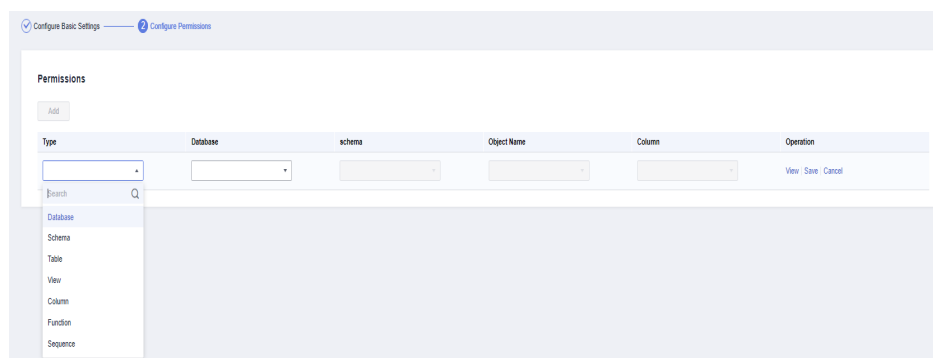 Configure Basic Settings 2 Configure Permissions
Permissions
Add
Type Database schema Object Name Column Operation
View | Save | Cancel
Search
Database
Schema
Table
View
Column
Function
Sequence